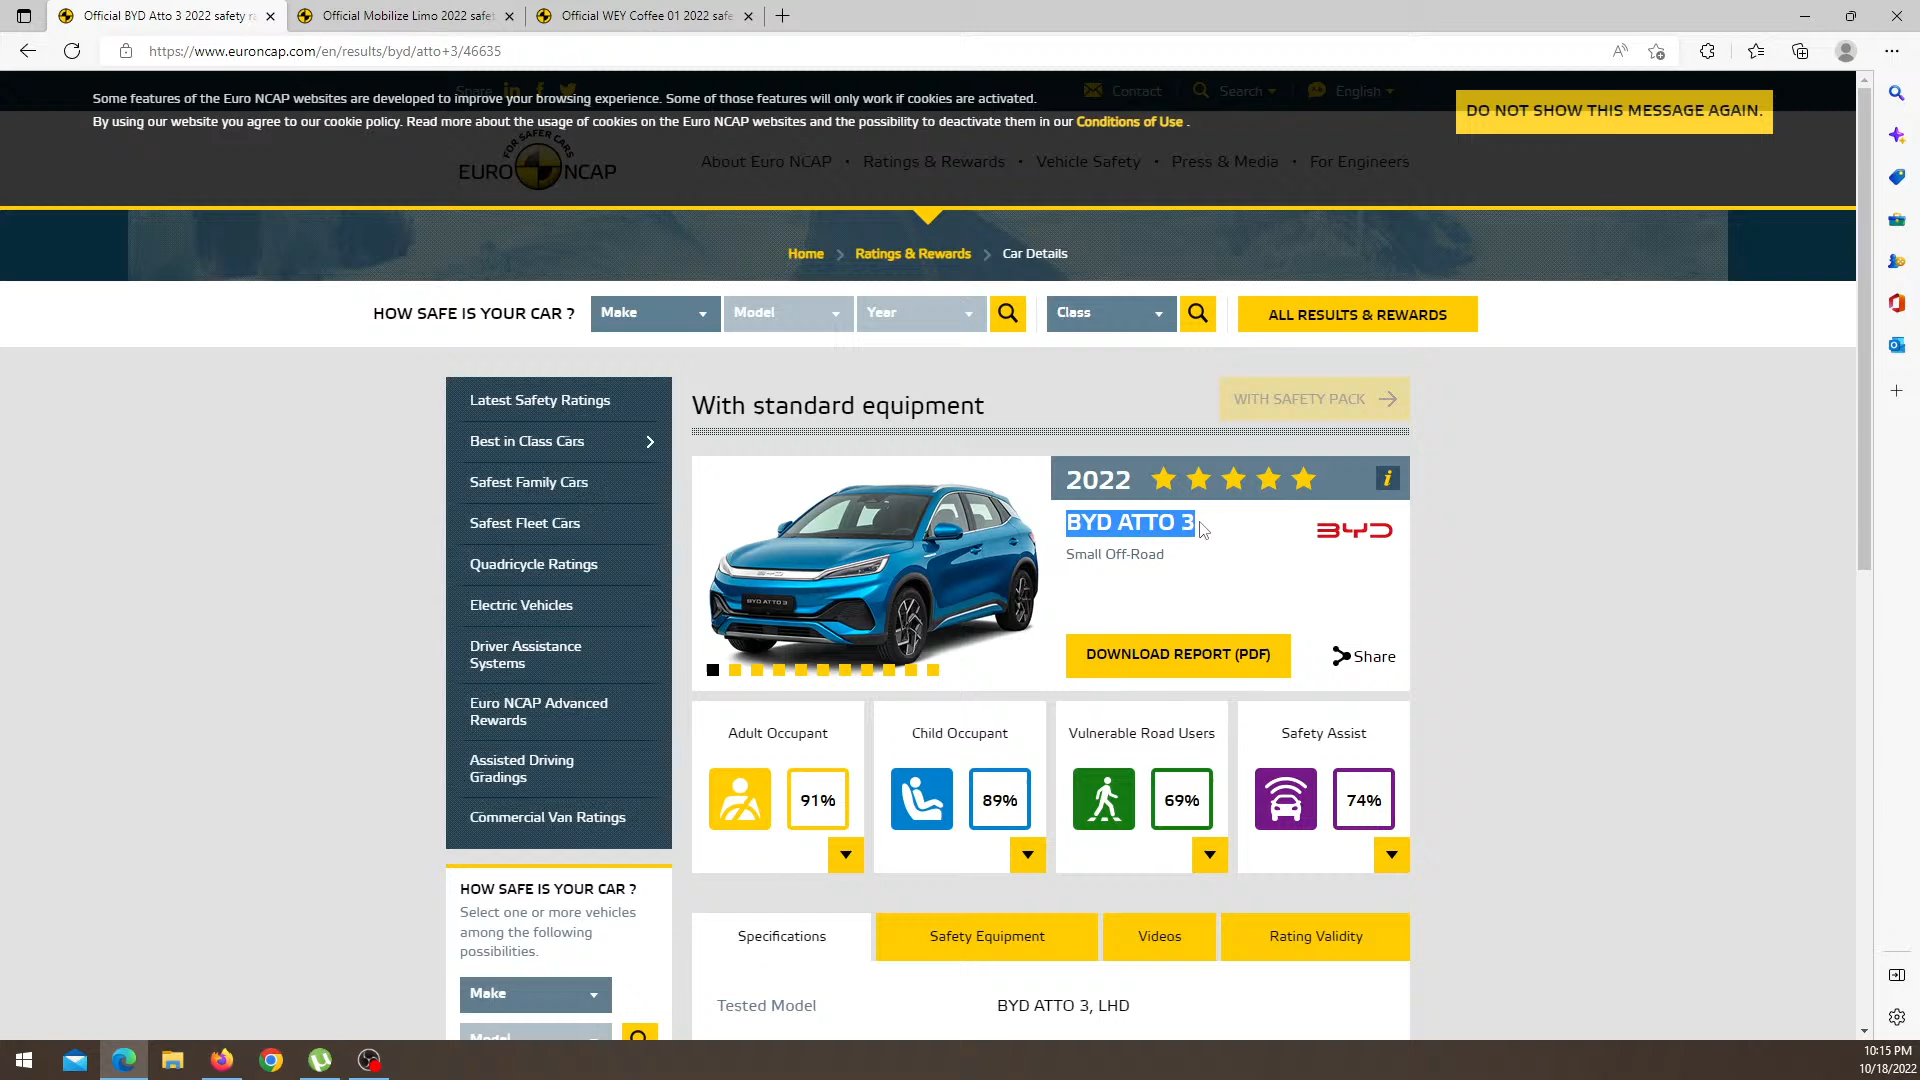 Official BYD Atto 3 2022 safety ra
Official Mobilize Limo 2022 safet
Official WEY Coffee 01 2022 safe
https://www.euroncap.com/en/results/byd/atto+3/46635
Share
Contact
Search
English
Some features of the Euro NCAP websites are developed to improve your browsing experience. Some of those features will only work if cookies are activated.
By using our website you agree to our cookie policy. Read more about the usage of cookies on the Euro NCAP websites and the possibility to deactivate them in our Conditions of Use .
DO NOT SHOW THIS MESSAGE AGAIN.
FOR SAFER CARS
EURO NCAP
About Euro NCAP • Ratings & Rewards • Vehicle Safety • Press & Media • For Engineers
Home > Ratings & Rewards > Car Details
HOW SAFE IS YOUR CAR ?
Make
Model
Year
Class
ALL RESULTS & REWARDS
Latest Safety Ratings
Best in Class Cars
Safest Family Cars
Safest Fleet Cars
Quadricycle Ratings
Electric Vehicles
Driver Assistance
Systems
Euro NCAP Advanced
Rewards
Assisted Driving
Gradings
Commercial Van Ratings
With standard equipment
WITH SAFETY PACK
BYD ATTO 3
2022
i
BYD ATTO 3
BYD
Small Off-Road
DOWNLOAD REPORT (PDF)
Share
Adult Occupant
91%
Child Occupant
89%
Vulnerable Road Users
69%
Safety Assist
74%
HOW SAFE IS YOUR CAR ?
Select one or more vehicles
among the following
possibilities.
Make
Model
Specifications
Safety Equipment
Videos
Rating Validity
Tested Model
BYD ATTO 3, LHD
10:15 PM
10/18/2022